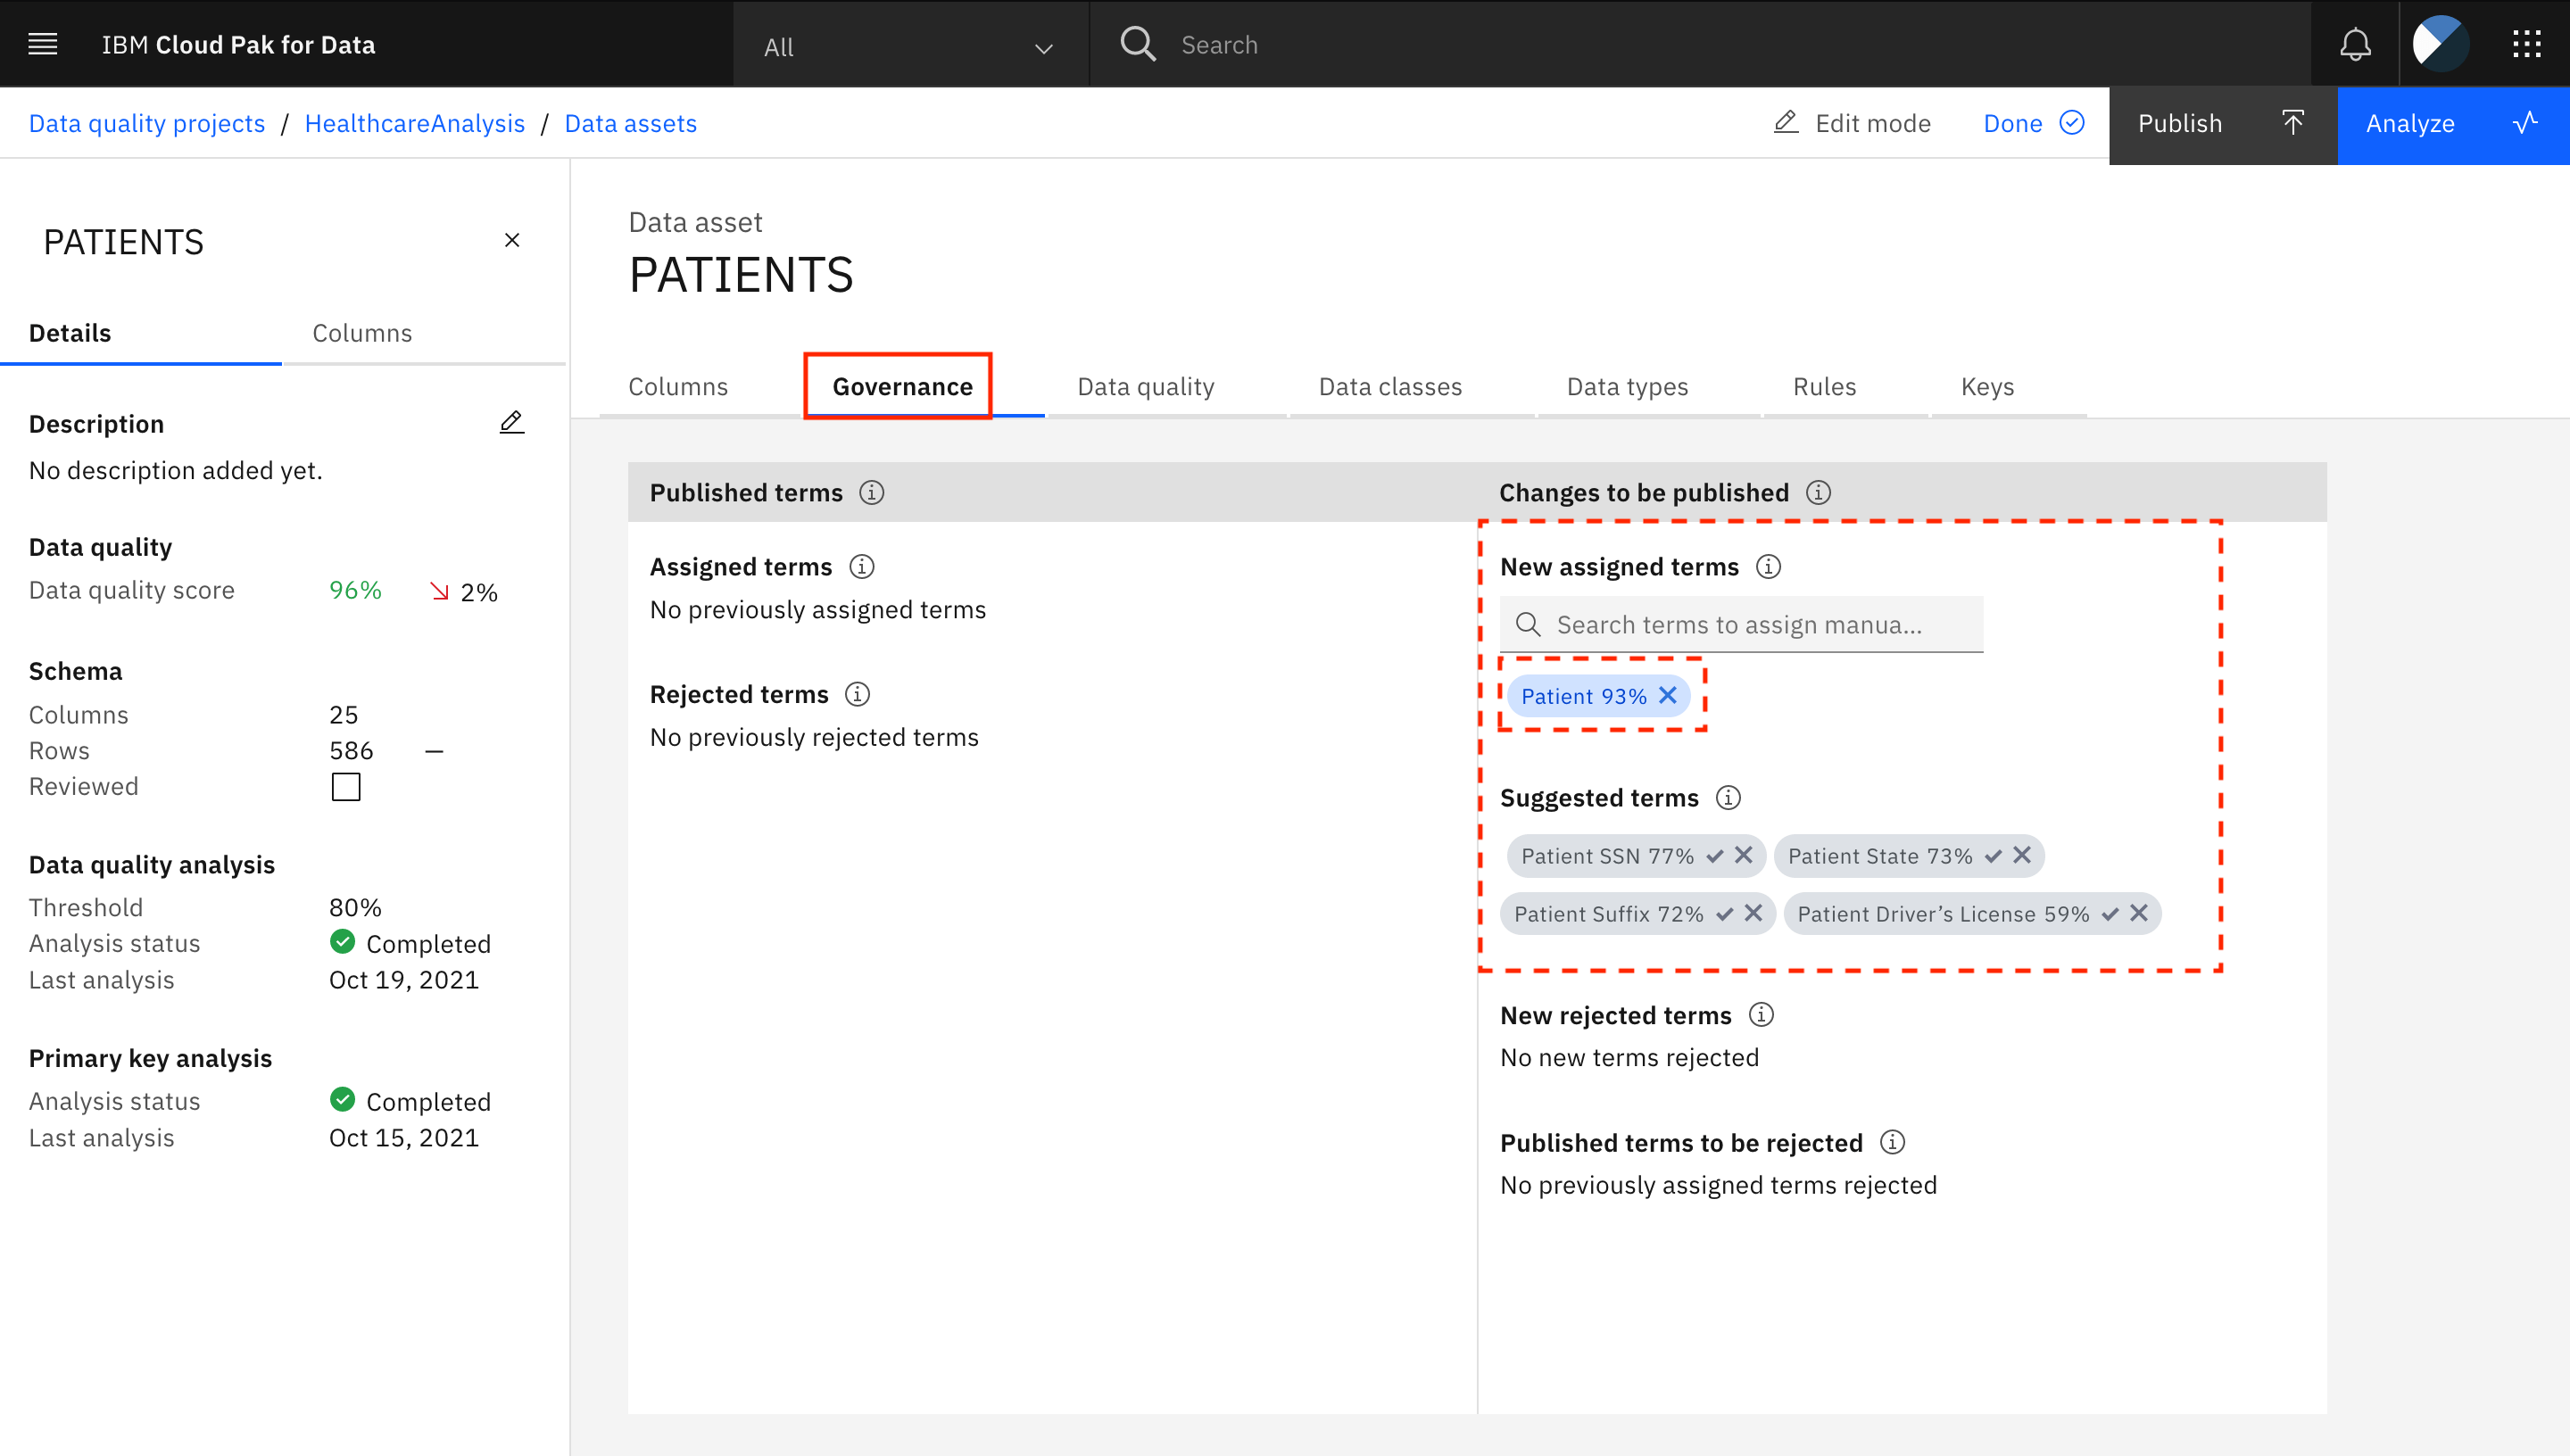 IBM Cloud Pak for Data
All
Search
Data quality projects / HealthcareAnalysis / Data assets
Edit mode
Done
Publish
Analyze
PATIENTS
Details
Columns
Description
No description added yet.
Data quality
Data quality score 96% 2%
Schema
Columns 25
Rows 586 –
Reviewed
Data quality analysis
Threshold 80%
Analysis status Completed
Last analysis Oct 19, 2021
Primary key analysis
Analysis status Completed
Last analysis Oct 15, 2021
Data asset
PATIENTS
Columns
Governance
Data quality
Data classes
Data types
Rules
Keys
Published terms
Assigned terms
No previously assigned terms
Rejected terms
No previously rejected terms
Changes to be published
New assigned terms
Search terms to assign manua...
Patient 93%
Suggested terms
Patient SSN 77%
Patient State 73%
Patient Suffix 72%
Patient Driver’s License 59%
New rejected terms
No new terms rejected
Published terms to be rejected
No previously assigned terms rejected